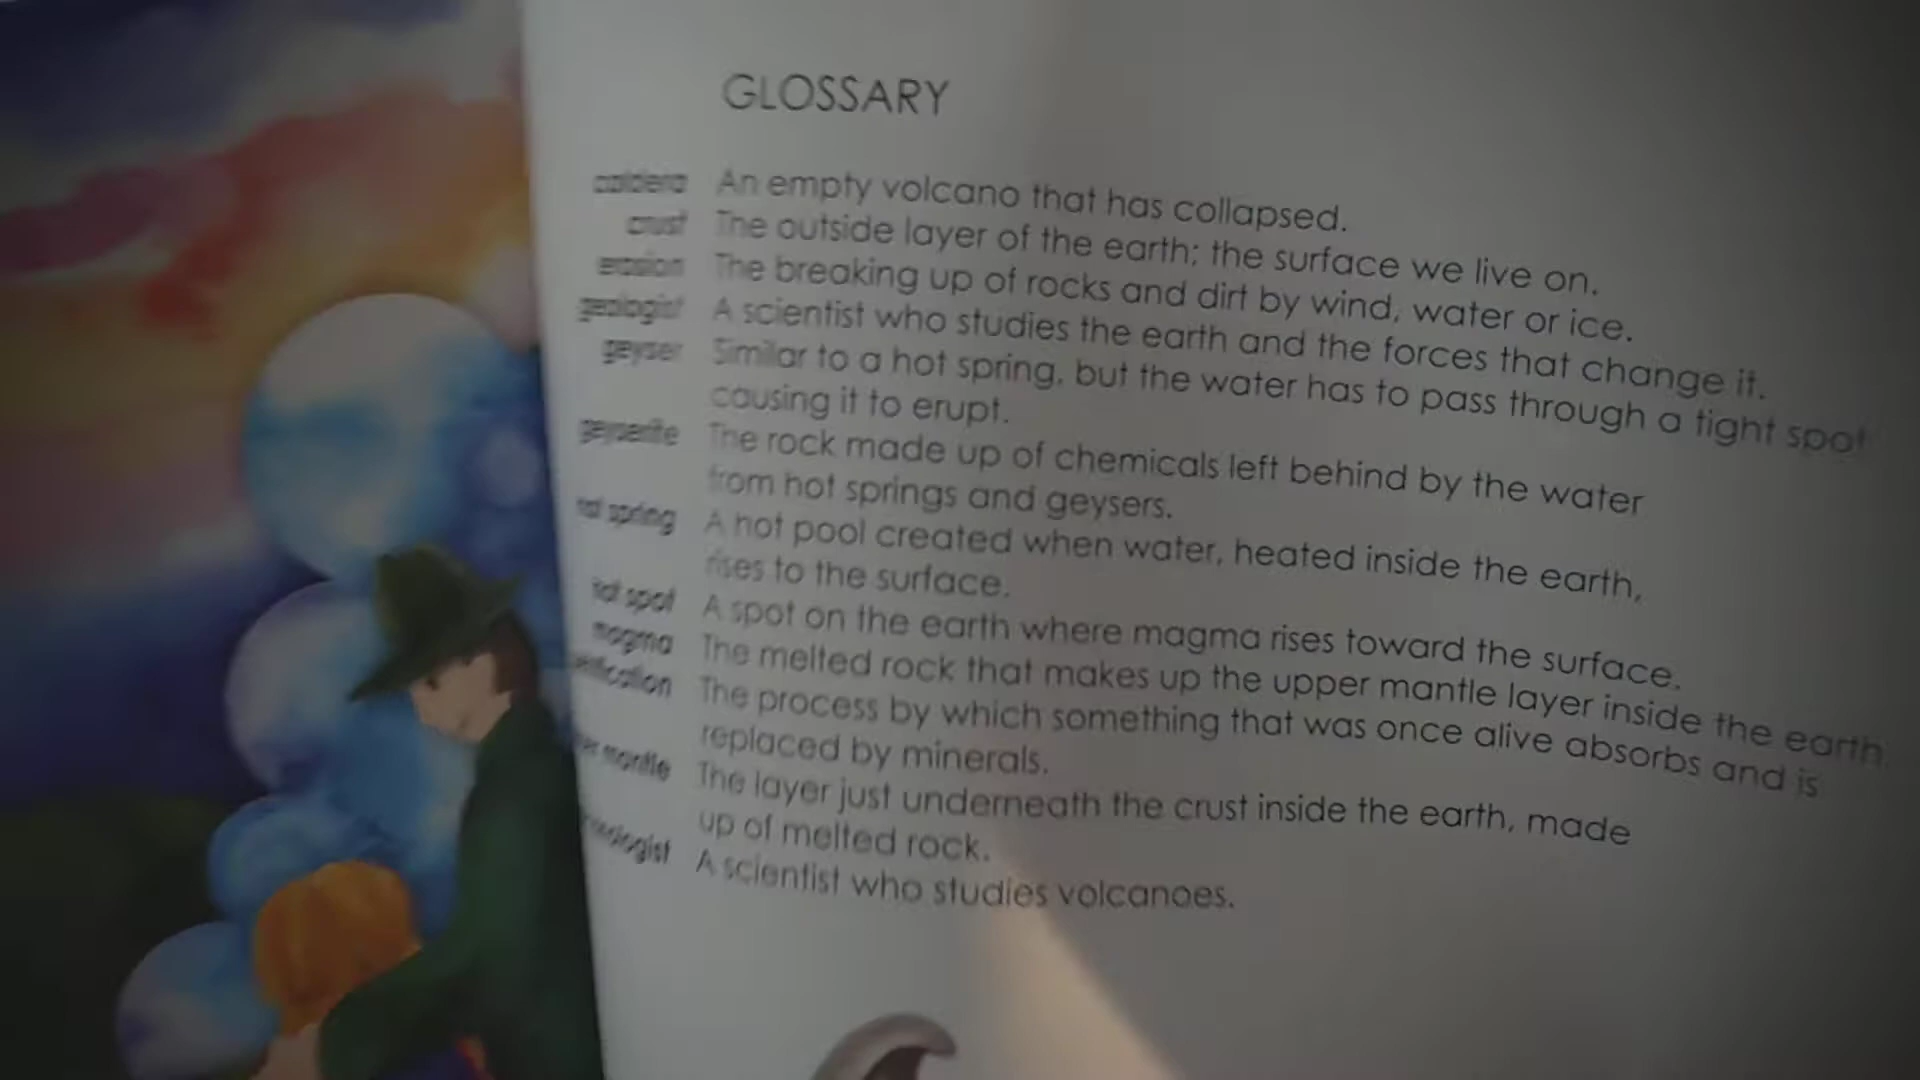 GLOSSARY
caldera An empty volcano that has collapsed.
crust The outside layer of the earth; the surface we live on.
erosion The breaking up of rocks and dirt by wind, water or ice.
geologist A scientist who studies the earth and the forces that change it.
geyser Similar to a hot spring, but the water has to pass through a tight spot
causing it to erupt.
geyserite The rock made up of chemicals left behind by the water
from hot springs and geysers.
hot spring A hot pool created when water, heated inside the earth,
rises to the surface.
hot spot A spot on the earth where magma rises toward the surface.
magma The melted rock that makes up the upper mantle layer inside the earth.
The process by which something that was once alive absorbs and is
replaced by minerals.
mantle The layer just underneath the crust inside the earth, made
up of melted rock.
A scientist who studies volcanoes.